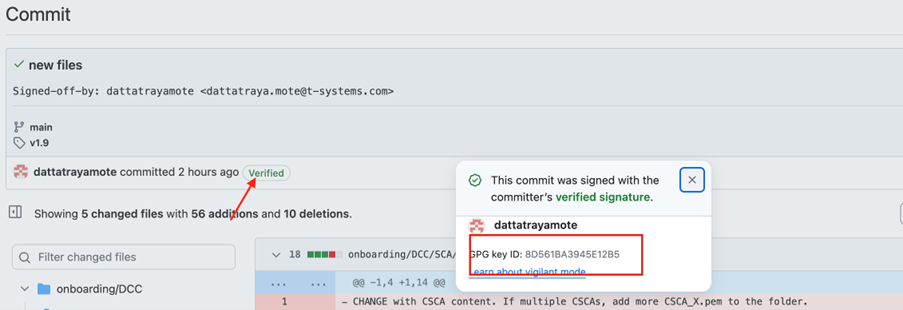 Commit
new files
Signed-off-by: dattatrayamote <dattatraya.mote@t-systems.com>
main
v1.9
dattatrayamote committed 2 hours ago Verified
This commit was signed with the
committer's verified signature.
dattatrayamote
GPG key ID: 8D561BA3945E12B5
Learn about vigilant mode
Showing 5 changed files with 56 additions and 10 deletions.
Filter changed files
onboarding/DCC
18 onboarding/DCC/SCA/
... ... @@ -1,4 +1,14 @@
1 - CHANGE with CSCA content. If multiple CSCAs, add more CSCA_X.pem to the folder.